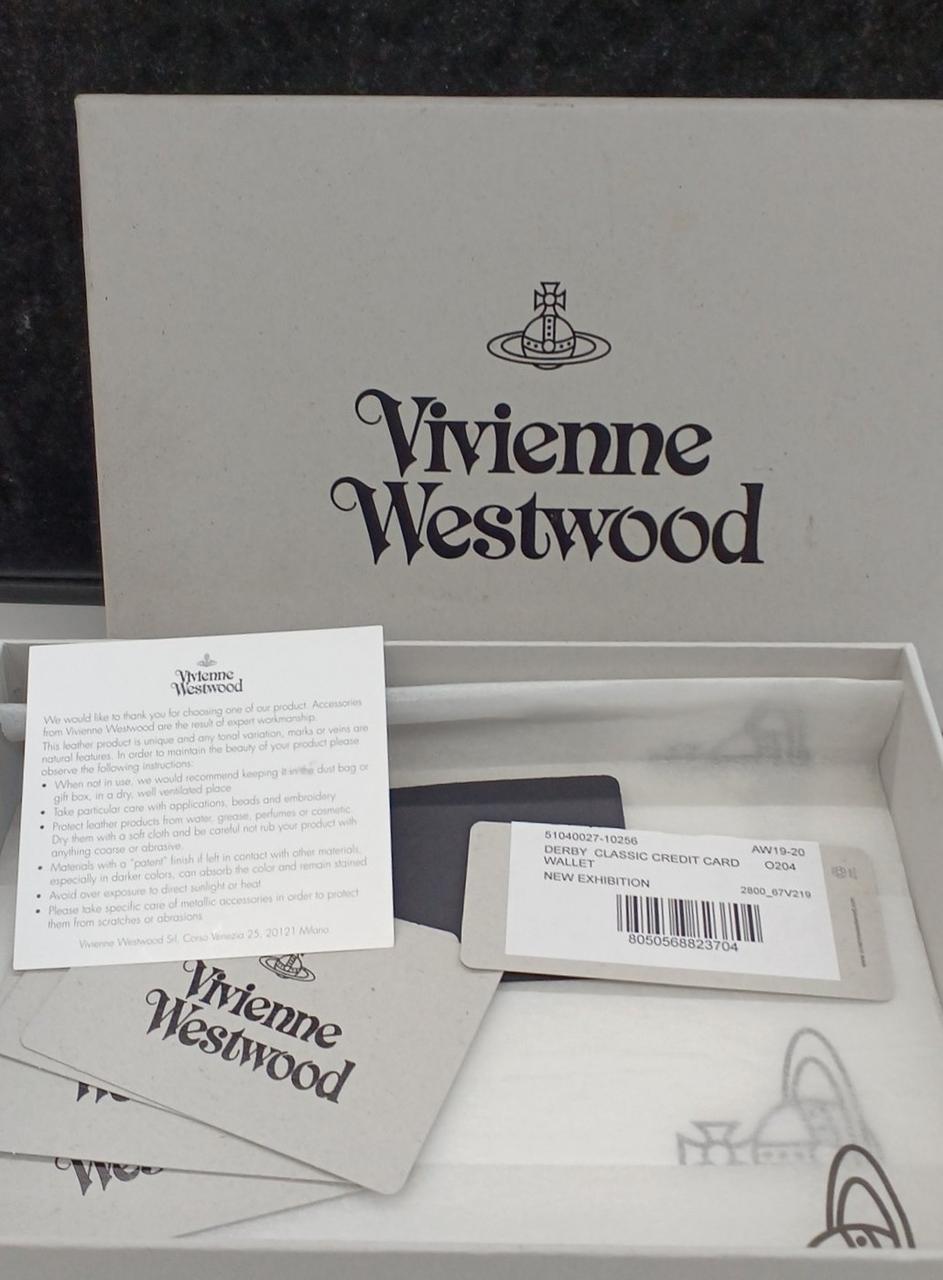 Vivienne
Westwood
Vivienne
Westwood
We would like to thank you for choosing one of our product. Accessories
from Vivienne Westwood are the result of expert workmanship.
This leather product is unique and any tonal variation, marks or veins are
natural features. In order to maintain the beauty of your product please
observe the following instructions:
• When not in use, we would recommend keeping it in the dust bag or
gift box, in a dry, well ventilated place
• Take particular care with applications, beads and embroidery
• Protect leather products from water, grease, perfumes or cosmetic.
Dry them with a soft cloth and be careful not rub your product with
anything coarse or abrasive.
• Materials with a "patent" finish if left in contact with other materials,
especially in darker colors, can absorb the color and remain stained
• Avoid over exposure to direct sunlight or heat
• Please take specific care of metallic accessories in order to protect
them from scratches or abrasions
Vivienne Westwood Srl, Corso Venezia 25, 20121 Milano
51040027-10256 AW19-20
DERBY CLASSIC CREDIT CARD O204
WALLET
NEW EXHIBITION
2800_67V219
8050568823704
Vivienne
Westwood
We
Wes